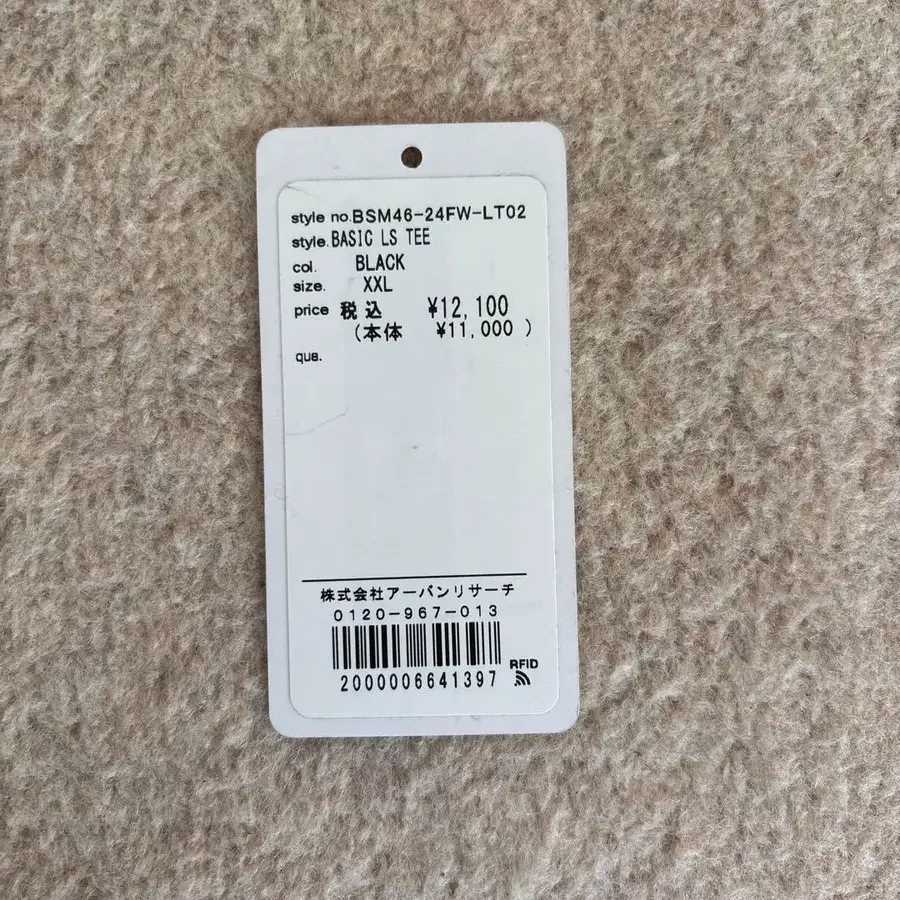 style no.BSM46-24FW-LT02
style.BASIC LS TEE
col. BLACK
size. XXL
price 税込 ¥12,100
(本体 ¥11,000 )
qua.
株式会社アーバンリサーチ
0120-967-013
RFID
2000006641397